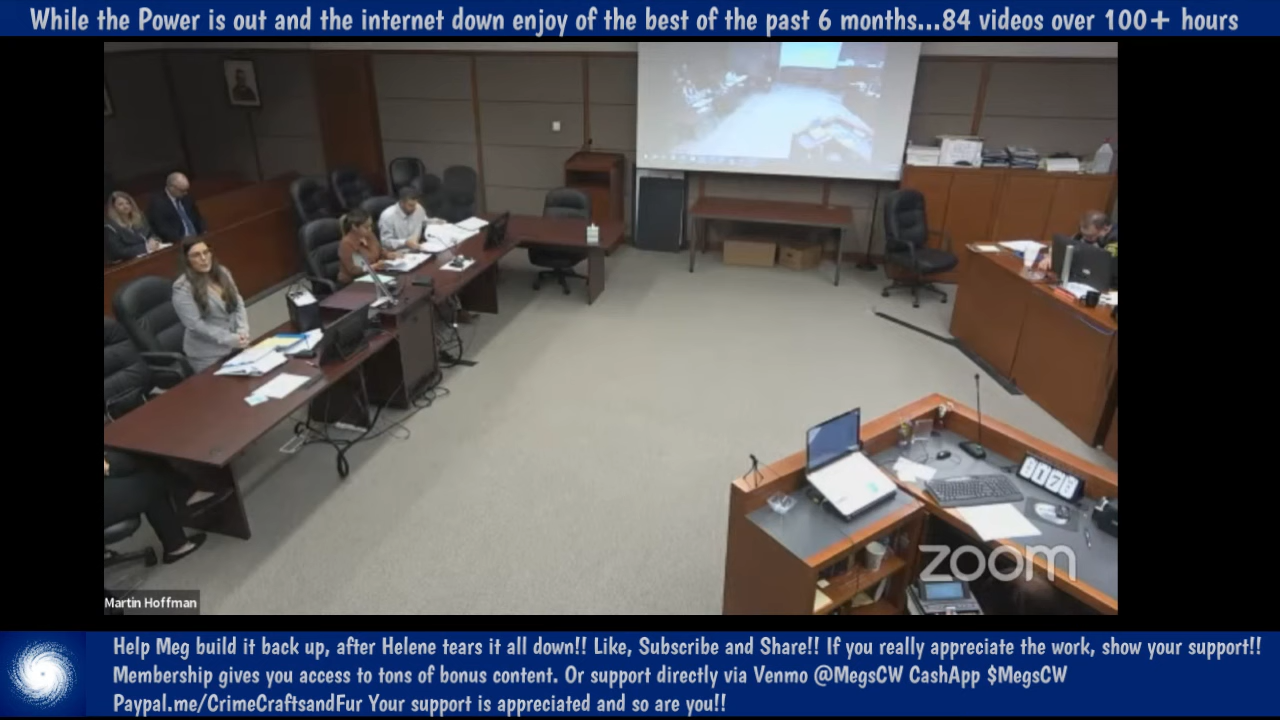 While the Power is out and the internet down enjoy of the best of the past 6 months...84 videos over 100+ hours
zoom
Martin Hoffman
Help Meg build it back up, after Helene tears it all down!! Like, Subscribe and Share!! If you really appreciate the work, show your support!!
Membership gives you access to tons of bonus content. Or support directly via Venmo @MegsCW CashApp $MegsCW
Paypal.me/CrimeCraftsandFur Your support is appreciated and so are you!!